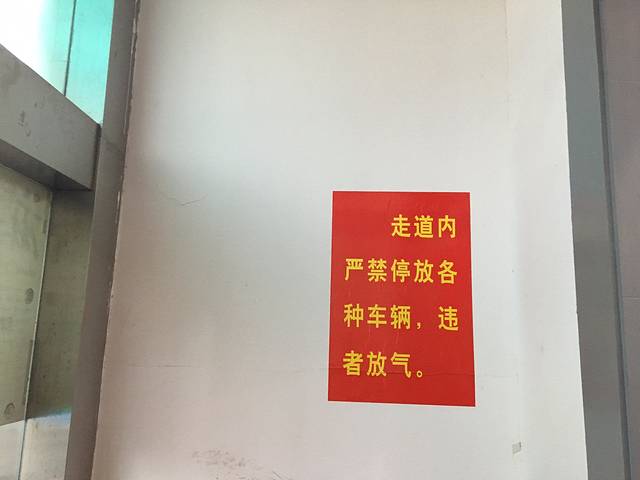 走道内
严禁停放各
种车辆，违
者放气。